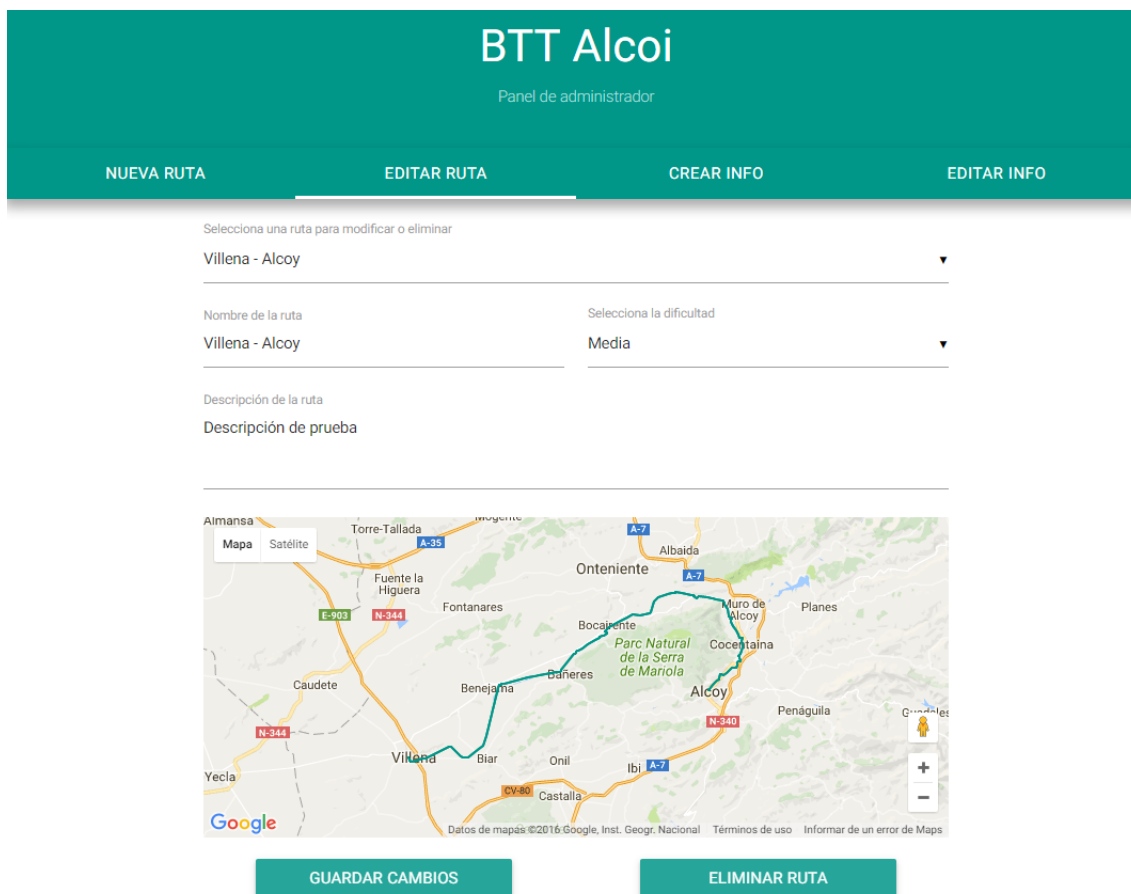 BTT Alcoi
Panel de administrador
NUEVA RUTA EDITAR RUTA CREAR INFO EDITAR INFO
Selecciona una ruta para modificar o eliminar
Villena - Alcoy
Nombre de la ruta Selecciona la dificultad
Villena - Alcoy Media
Descripción de la ruta
Descripción de prueba
Almansa
Mogente
Torre-Tallada
A-7
Mapa Satélite
A-35
Albaida
Onteniente
A-7
Fuente la
Higuera
E-903 N-344
Fontanares
Muro de
Alcoy
Planes
Bocairente
Parc Natural
de la Serra
de Mariola
Cocentaina
Bañeres
Caudete
Benejama
Alcoy
Penáguila
N-340
N-344
Villena
Biar
Onil
Ibi A-7
Yecla
CV-80
Castalla
+
−
Google
Datos de mapas ©2016 Google, Inst. Geogr. Nacional Términos de uso Informar de un error de Maps
GUARDAR CAMBIOS ELIMINAR RUTA